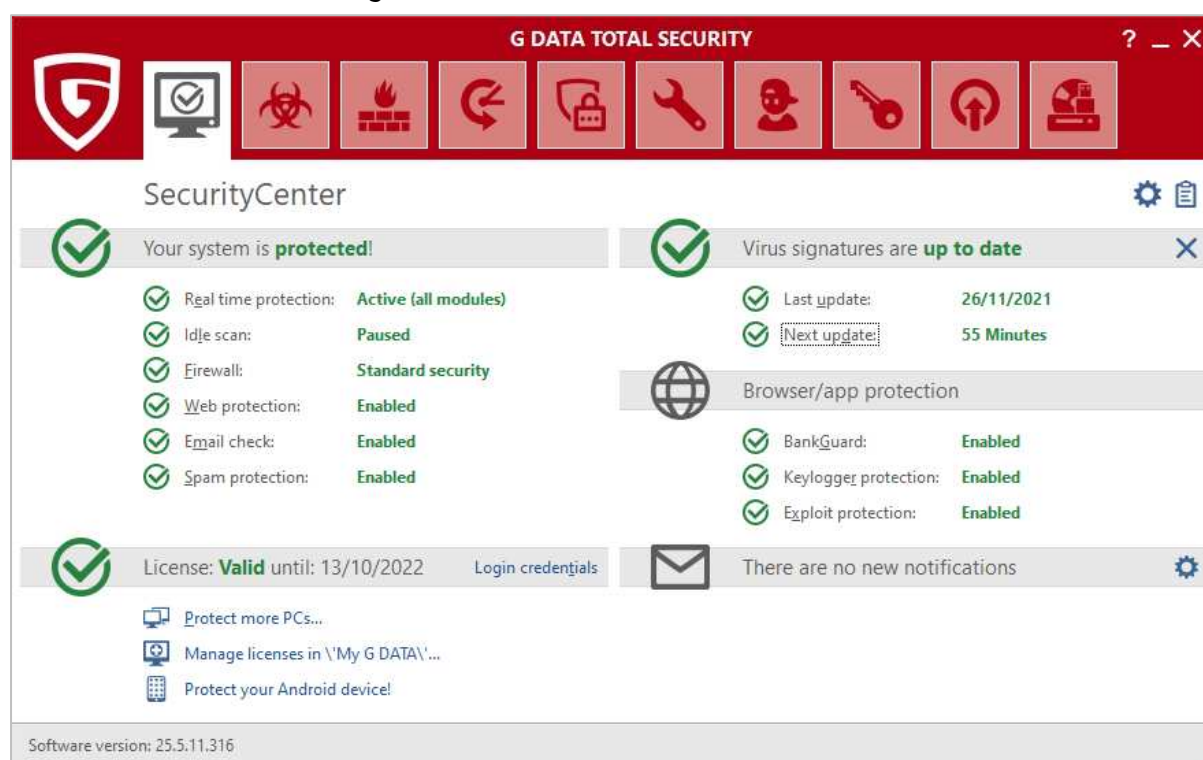 G DATA TOTAL SECURITY
? _ X
SecurityCenter
Your system is protected!
Real time protection: Active (all modules)
Idle scan: Paused
Firewall: Standard security
Web protection: Enabled
Email check: Enabled
Spam protection: Enabled
Virus signatures are up to date
Last update: 26/11/2021
Next update: 55 Minutes
Browser/app protection
BankGuard: Enabled
Keylogger protection: Enabled
Exploit protection: Enabled
License: Valid until: 13/10/2022 Login credentials
Protect more PCs...
Manage licenses in \'My G DATA\'...
Protect your Android device!
There are no new notifications
Software version: 25.5.11.316